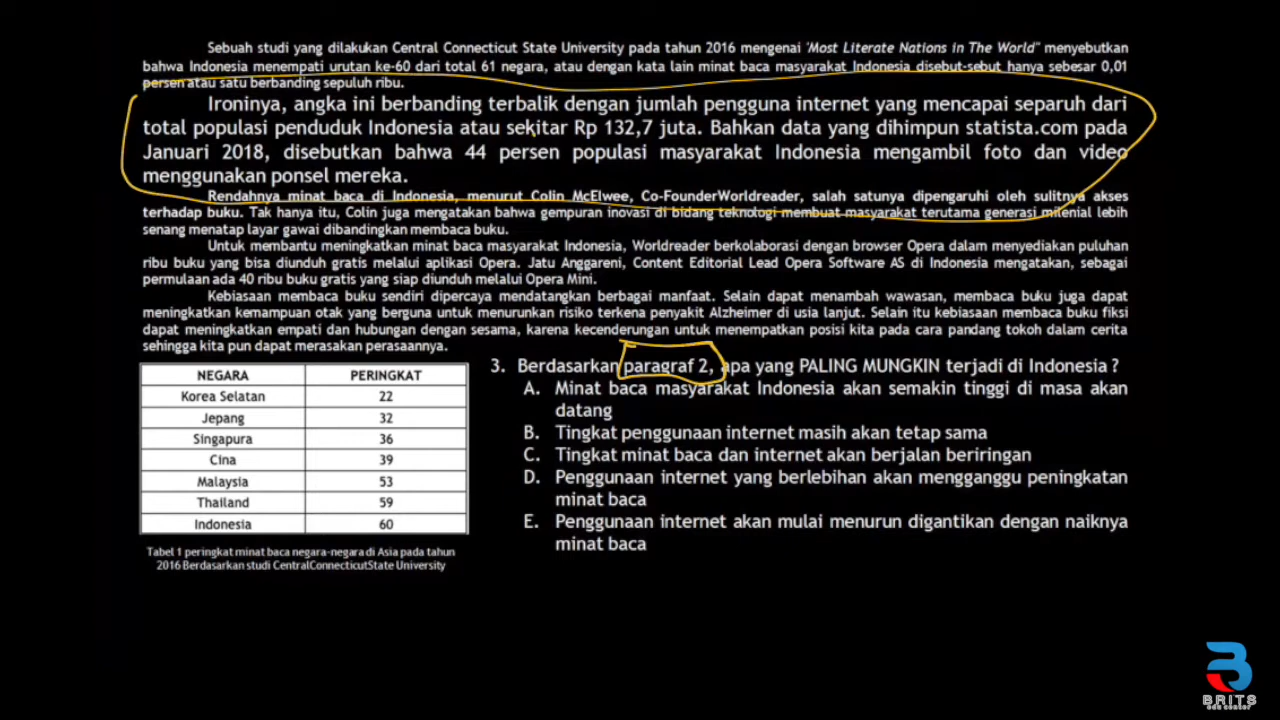 Sebuah studi yang dilakukan Central Connecticut State University pada tahun 2016 mengenai 'Most Literate Nations in The World" menyebutkan
bahwa Indonesia menempati urutan ke-60 dari total 61 negara, atau dengan kata lain minat baca masyarakat Indonesia disebut-sebut hanya sebesar 0,01
persen atau satu berbanding sepuluh ribu.
Ironinya, angka ini berbanding terbalik dengan jumlah pengguna internet yang mencapai separuh dari
total populasi penduduk Indonesia atau sekitar Rp 132,7 juta. Bahkan data yang dihimpun statista.com pada
Januari 2018, disebutkan bahwa 44 persen populasi masyarakat Indonesia mengambil foto dan video
menggunakan ponsel mereka.
Rendahnya minat baca di Indonesia, menurut Colin McElwee, Co-FounderWorldreader, salah satunya dipengaruhi oleh sulitnya akses
terhadap buku. Tak hanya itu, Colin juga mengatakan bahwa gempuran inovasi di bidang teknologi membuat masyarakat terutama generasi milenial lebih
senang menatap layar gawai dibandingkan membaca buku.
Untuk membantu meningkatkan minat baca masyarakat Indonesia, Worldreader berkolaborasi dengan browser Opera dalam menyediakan puluhan
ribu buku yang bisa diunduh gratis melalui aplikasi Opera. Jatu Anggareni, Content Editorial Lead Opera Software AS di Indonesia mengatakan, sebagai
permulaan ada 40 ribu buku gratis yang siap diunduh melalui Opera Mini.
Kebiasaan membaca buku sendiri dipercaya mendatangkan berbagai manfaat. Selain dapat menambah wawasan, membaca buku juga dapat
meningkatkan kemampuan otak yang berguna untuk menurunkan risiko terkena penyakit Alzheimer di usia lanjut. Selain itu kebiasaan membaca buku fiksi
dapat meningkatkan empati dan hubungan dengan sesama, karena kecenderungan untuk menempatkan posisi kita pada cara pandang tokoh dalam cerita
sehingga kita pun dapat merasakan perasaannya.
NEGARA PERINGKAT
Korea Selatan 22
Jepang 32
Singapura 36
Cina 39
Malaysia 53
Thailand 59
Indonesia 60
Tabel 1 peringkat minat baca negara-negara di Asia pada tahun
2016 Berdasarkan studi CentralConnecticutState University
3. Berdasarkan paragraf 2, apa yang PALING MUNGKIN terjadi di Indonesia ?
A. Minat baca masyarakat Indonesia akan semakin tinggi di masa akan
datang
B. Tingkat penggunaan internet masih akan tetap sama
C. Tingkat minat baca dan internet akan berjalan beriringan
D. Penggunaan internet yang berlebihan akan mengganggu peningkatan
minat baca
E. Penggunaan internet akan mulai menurun digantikan dengan naiknya
minat baca
BRITS
edu center